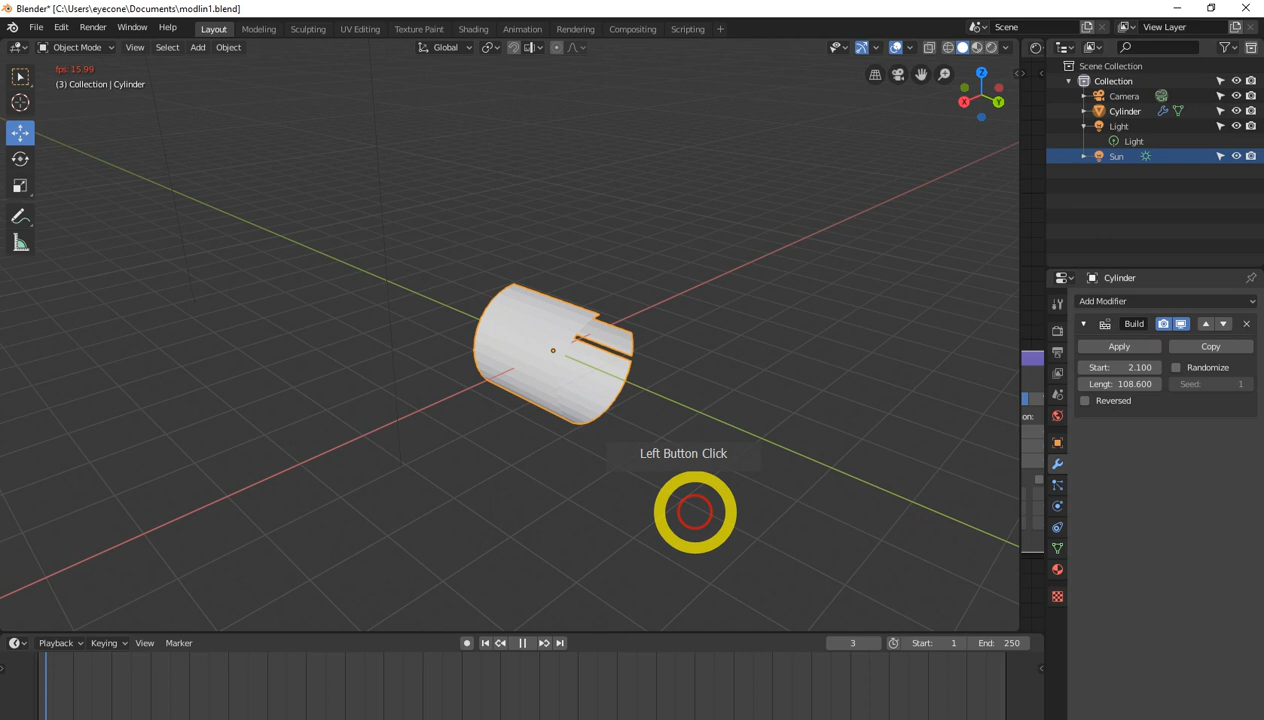 Blender* [C:\Users\eyecone\Documents\modlin1.blend]
File Edit Render Window Help
Layout Modeling Sculpting UV Editing Texture Paint Shading Animation Rendering Compositing Scripting +
Scene
View Layer
Object Mode View Select Add Object
Global
fps: 15.99
(3) Collection | Cylinder
Z
X
Y
Scene Collection
Collection
Camera
Cylinder
Light
Light
Sun
Cylinder
Add Modifier
Build
Apply Copy
Start: 2.100 Randomize
Lengt: 108.600 Seed: 1
Reversed
on:
Left Button Click
Playback Keying View Marker
3 Start: 1 End: 250